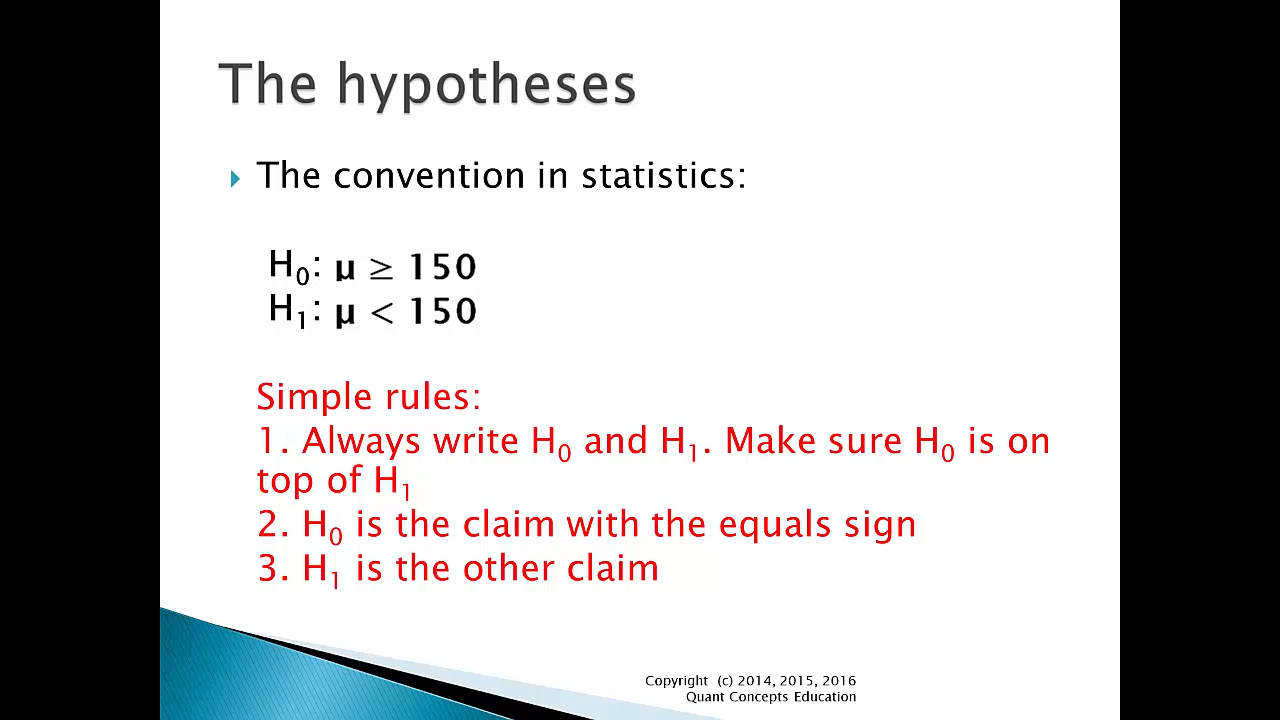 The hypotheses
The convention in statistics:
H₀: μ ≥ 150
H₁: μ < 150
Simple rules:
1. Always write H₀ and H₁. Make sure H₀ is on
top of H₁
2. H₀ is the claim with the equals sign
3. H₁ is the other claim
Copyright (c) 2014, 2015, 2016
Quant Concepts Education